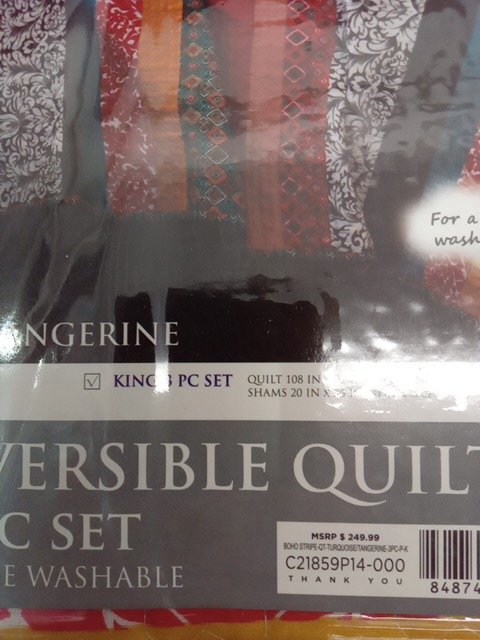 For a
wash
ANGERINE
KING 3 PC SET QUILT 108 IN
SHAMS 20 IN X
VERSIBLE QUILT
C SET
E WASHABLE
MSRP $ 249.99
BOHO STRIPE-QT-TURQUOISE/TANGERINE-3PC-P-K
C21859P14-000
THANK YOU
84874